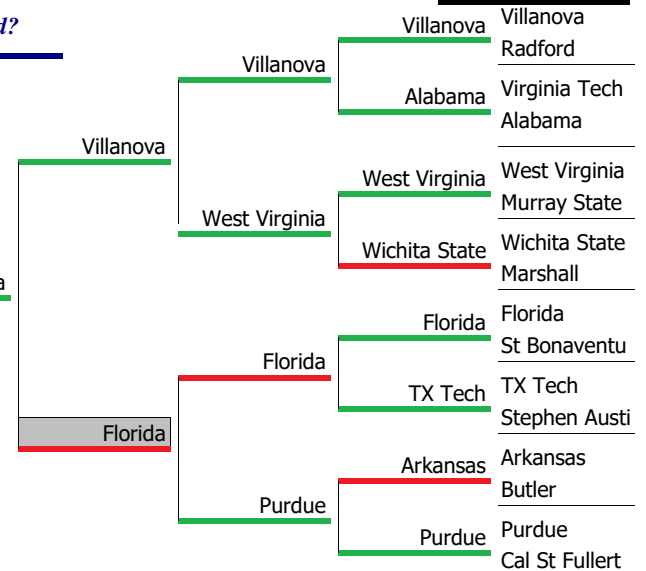 d?
Villanova
Radford
Virginia Tech
Alabama
West Virginia
Murray State
Wichita State
Marshall
Florida
St Bonaventu
TX Tech
Stephen Austi
Arkansas
Butler
Purdue
Cal St Fullert
Villanova
Alabama
West Virginia
Wichita State
Florida
TX Tech
Arkansas
Purdue
Villanova
West Virginia
Florida
Purdue
Villanova
Florida
a